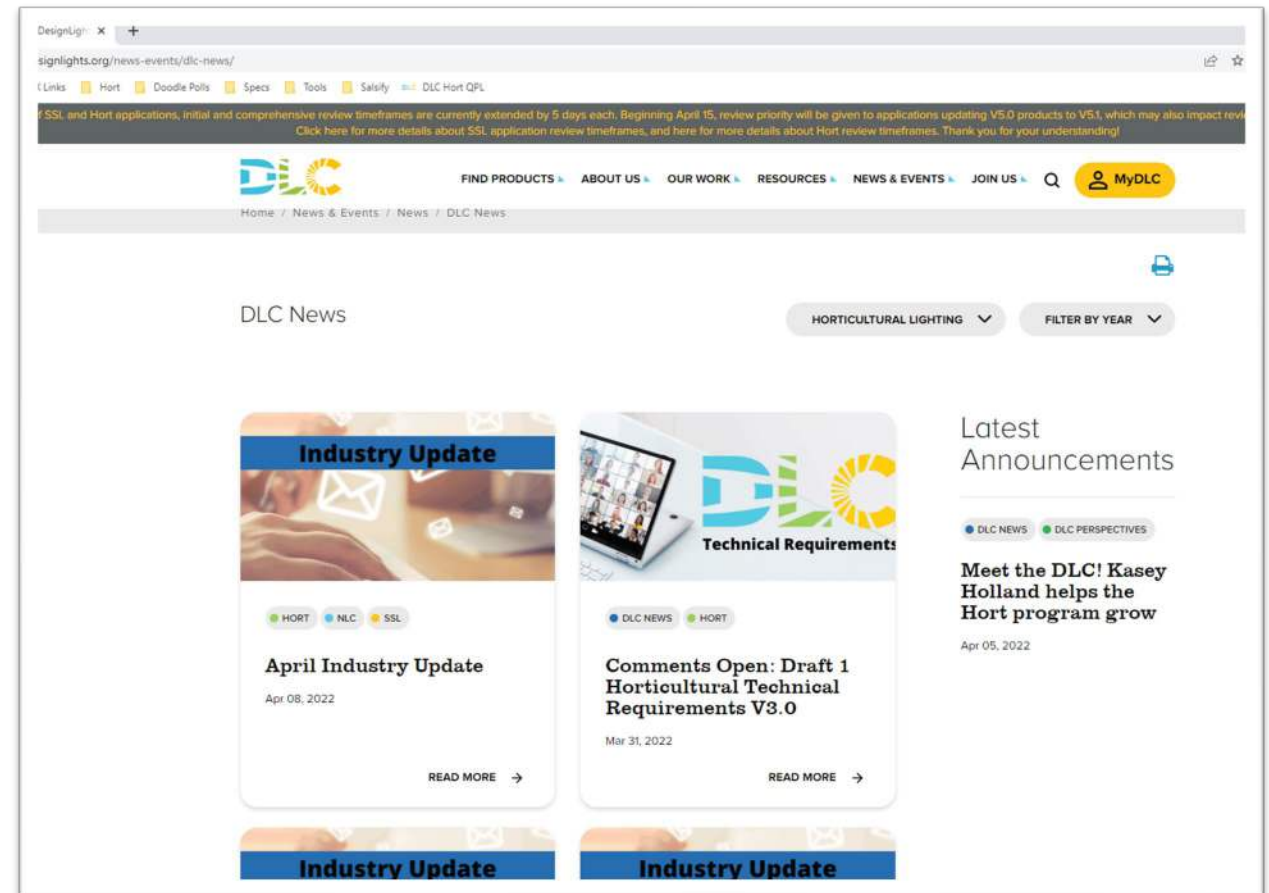 DesignLigh
signlights.org/news-events/dlc-news/
Links Hort Doodle Polls Specs Tools Salsify DLC Hort QPL
f SSL and Hort applications, initial and comprehensive review timeframes are currently extended by 5 days each. Beginning April 15, review priority will be given to applications updating V5.0 products to V5.1, which may also impact revi
Click here for more details about SSL application review timeframes, and here for more details about Hort review timeframes. Thank you for your understanding!
DLC FIND PRODUCTS ABOUT US OUR WORK RESOURCES NEWS & EVENTS JOIN US MyDLC
Home / News & Events / News / DLC News
DLC News
HORTICULTURAL LIGHTING FILTER BY YEAR
Industry Update
HORT NLC SSL
April Industry Update
Apr 08, 2022
READ MORE →
DLC
Technical Requirements
DLC NEWS HORT
Comments Open: Draft 1
Horticultural Technical
Requirements V3.0
Mar 31, 2022
READ MORE →
Latest
Announcements
DLC NEWS DLC PERSPECTIVES
Meet the DLC! Kasey
Holland helps the
Hort program grow
Apr 05, 2022
Industry Update
Industry Update